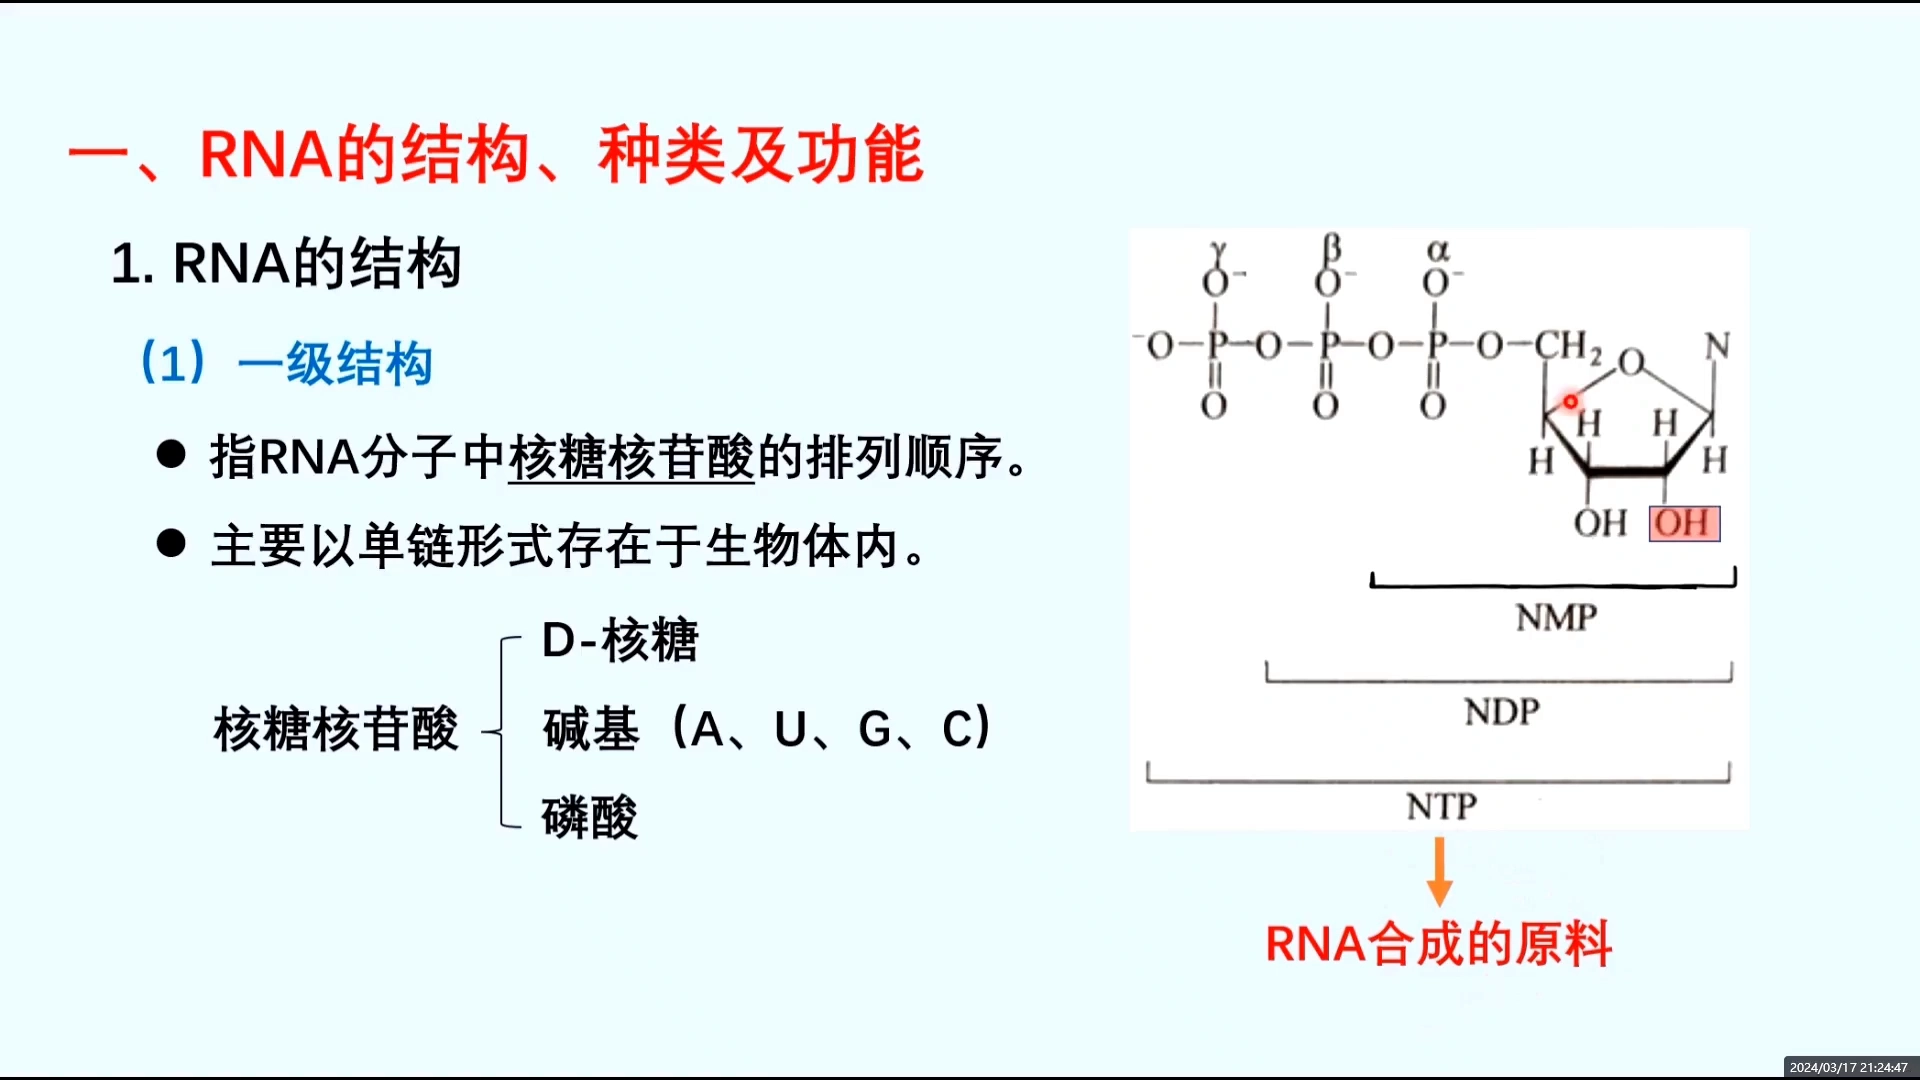 一、RNA的结构、种类及功能
1. RNA的结构
（1）一级结构
● 指RNA分子中核糖核苷酸的排列顺序。
● 主要以单链形式存在于生物体内。
核糖核苷酸
D-核糖
碱基（A、U、G、C）
磷酸
γ β α
O⁻ O⁻ O⁻
⁻O—P—O—P—O—P—O—CH₂ O N
O O O
H H
H H
OH OH
NMP
NDP
NTP
RNA合成的原料
2024/03/17 21:24:47